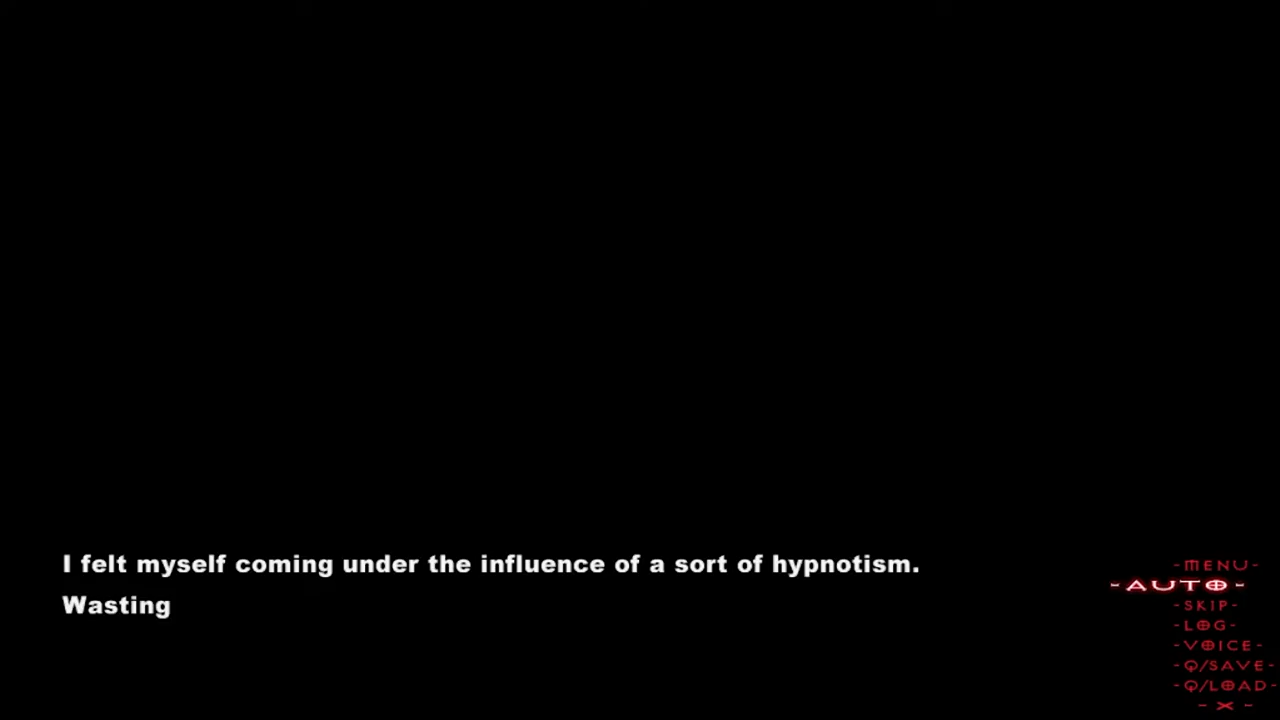 I felt myself coming under the influence of a sort of hypnotism.
Wasting
-MENU-
-AUTO-
-SKIP-
-LOG-
-VOICE-
-Q/SAVE-
-Q/LOAD-
-X-